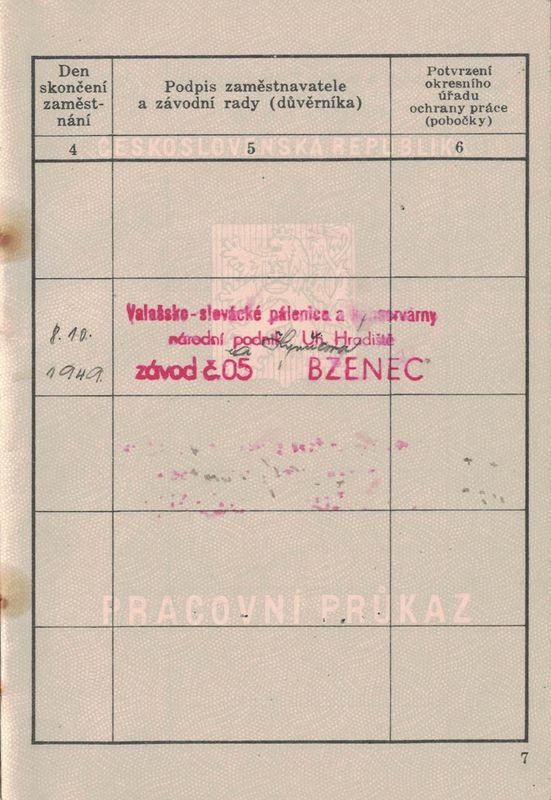 Den
skončení
zaměst-
nání
Podpis zaměstnavatele
a závodní rady (důvěrníka)
Potvrzení
okresního
úřadu
ochrany práce
(pobočky)
4
5
6
ČESKOSLOVENSKÁ REPUBLIKA
8.10.
1949.
Valašsko-slovácké pálenice a konservárny
národní podnik, Uh. Hradiště
závod č. 05 BZENEC
PRACOVNÍ PRŮKAZ
7